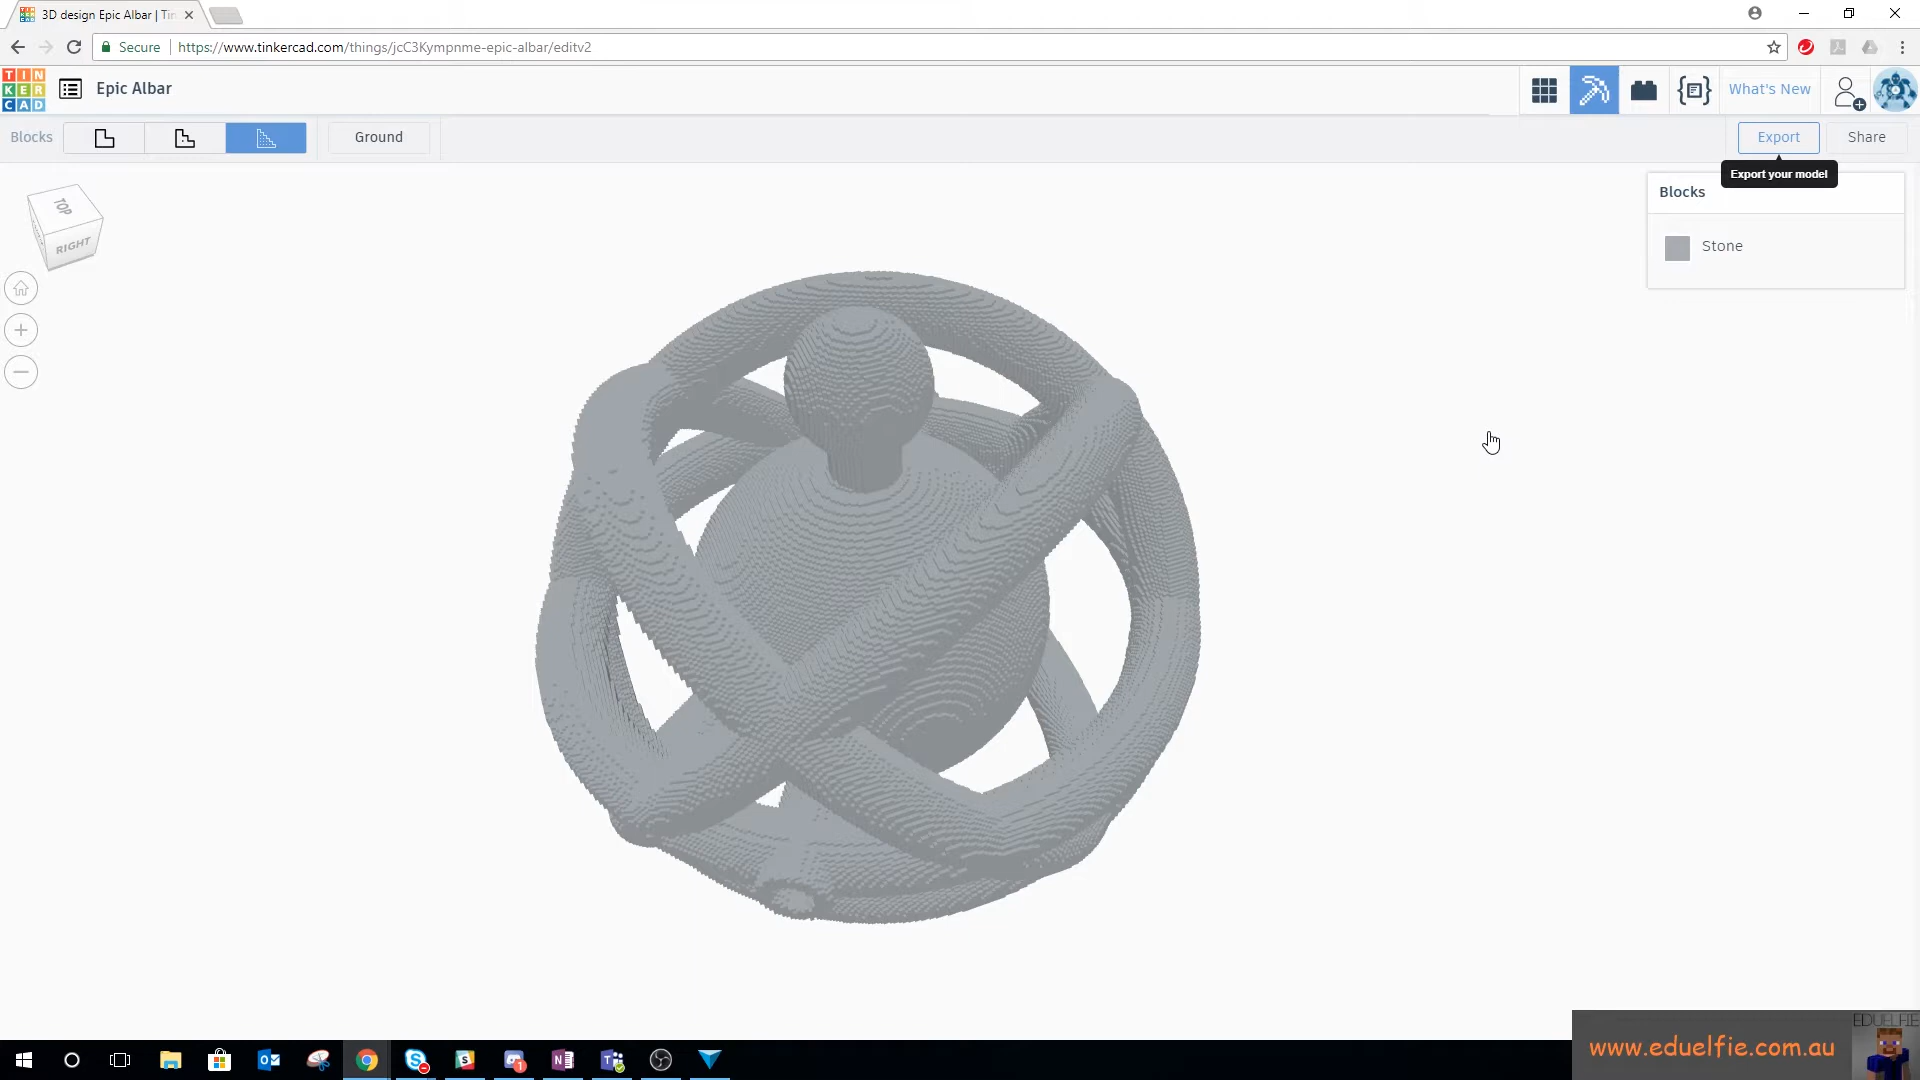 3D design Epic Albar | Tin
Secure
https://www.tinkercad.com/things/jcC3Kympnme-epic-albar/editv2
TIN
KER
CAD
Epic Albar
What's New
Blocks
Ground
Export
Share
Export your model
Blocks
Stone
TOP
RIGHT
EDUELFIE
www.eduelfie.com.au